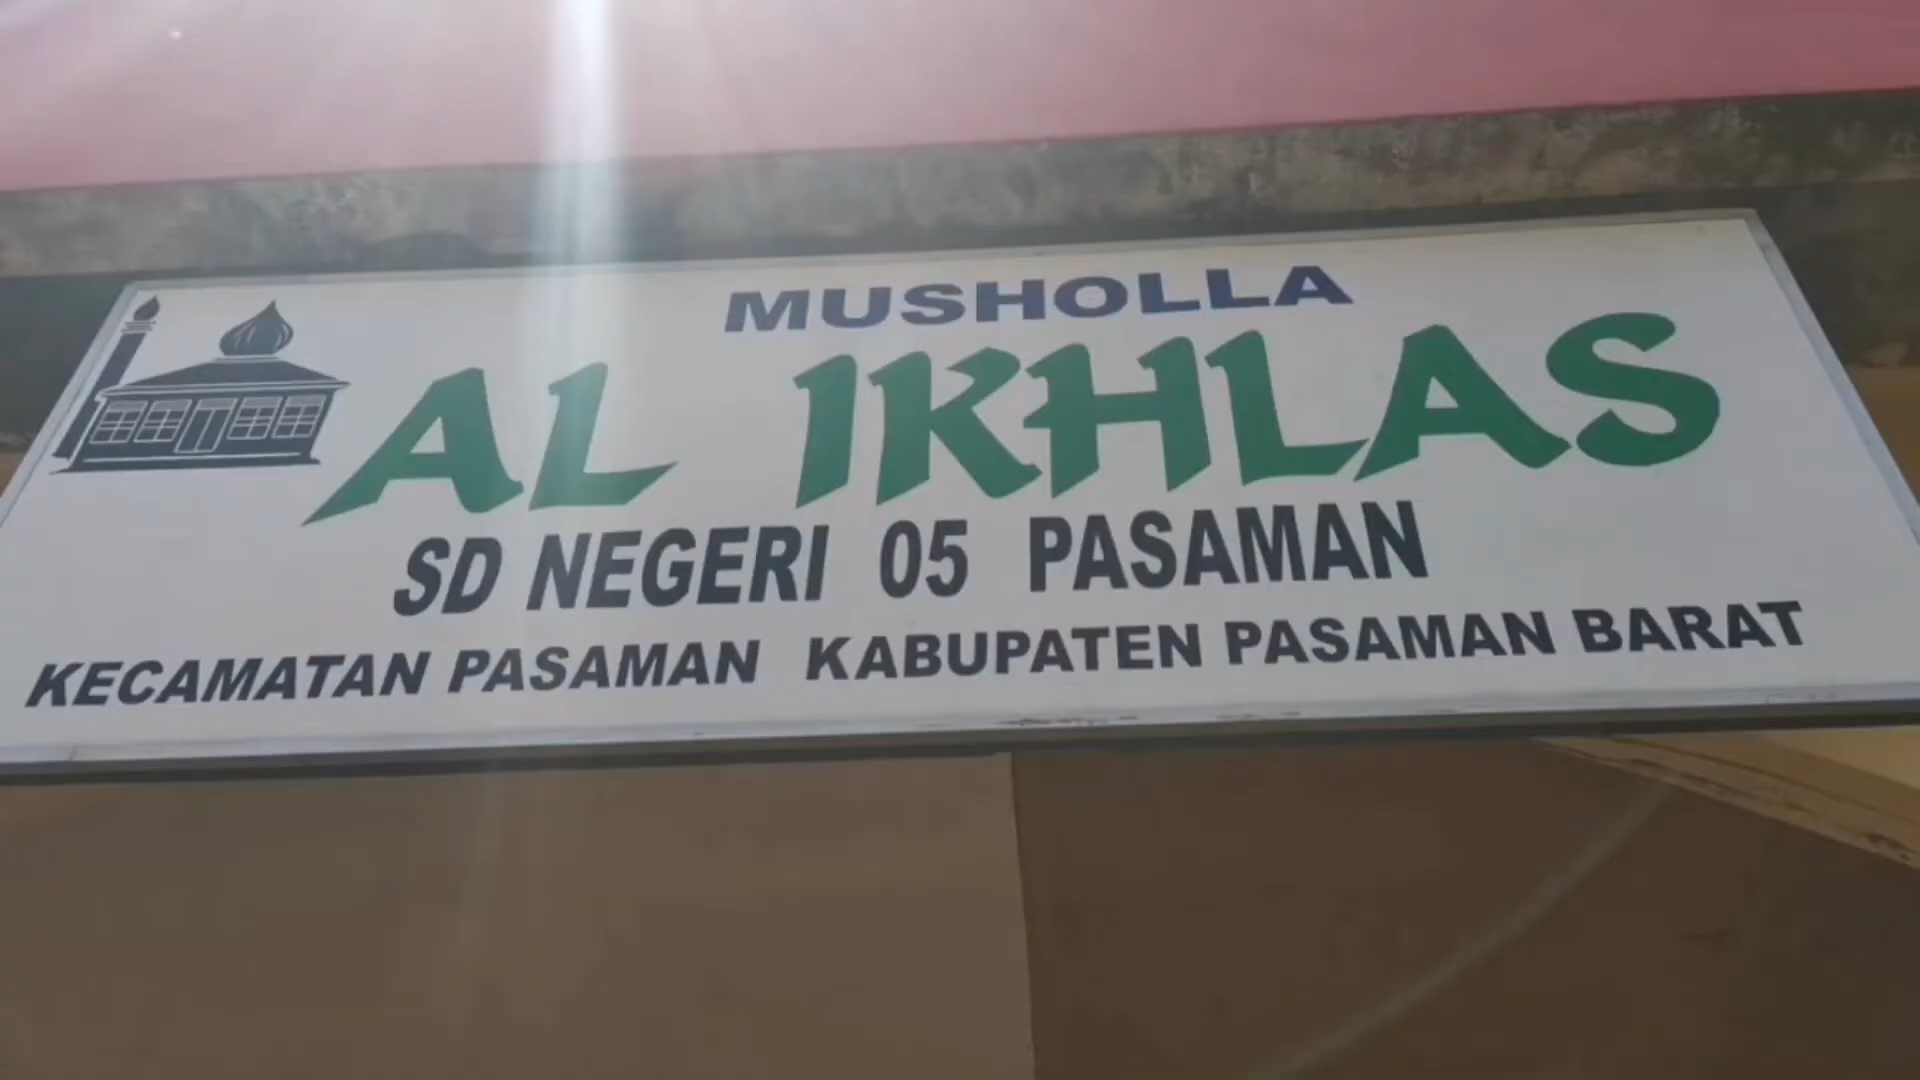 MUSHOLLA
AL IKHLAS
SD NEGERI 05 PASAMAN
KECAMATAN PASAMAN KABUPATEN PASAMAN BARAT